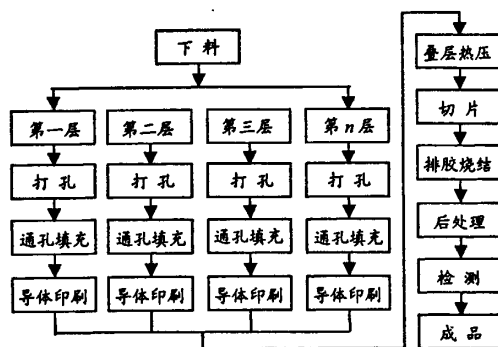 下料
第一层 第二层 第三层 第n层
打孔 打孔 打孔 打孔
通孔填充 通孔填充 通孔填充 通孔填充
导体印刷 导体印刷 导体印刷 导体印刷
叠层热压
切片
排胶烧结
后处理
检测
成品